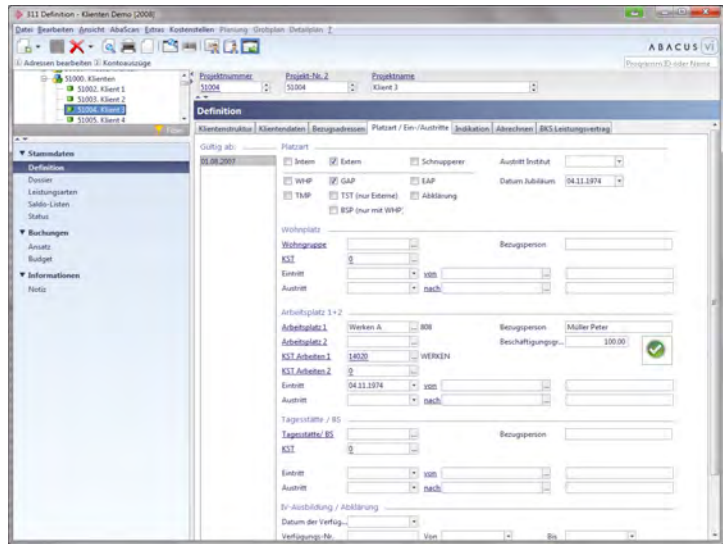 311 Definition - Klienten Demo [2008]
Datei Bearbeiten Ansicht AbaScan Extras Kostenstellen Planung Grobplan Detailplan ?
ABACUS vi
Adressen bearbeiten Kontoauszüge
Programm ID oder Name
51000. Klienten
51002. Klient 1
51003. Klient 2
51004. Klient 3
51005. Klient 4
Filter
Projektnummer Projekt-Nr. 2 Projektname
51004 51004 Klient 3
Definition
Klientenstruktur Klientendaten Bezugsadressen Platzart / Ein-/Austritte Indikation Abrechnen BKS Leistungsvertrag
Stammdaten
Definition
Dossier
Leistungsarten
Saldo-Listen
Status
Buchungen
Ansatz
Budget
Informationen
Notiz
Gültig ab: Platzart
01.08.2007 Intern Extern Schnupperer Austritt Institut
WHP GAP EAP Datum Jubiläum 04.11.1974
TMP TST (nur Externe) Abklärung
BSP (nur mit WHP)
Wohnplatz
Wohngruppe Bezugsperson
KST 0
Eintritt von
Austritt nach
Arbeitsplatz 1+2
Arbeitsplatz 1 Werken A 808 Bezugsperson Müller Peter
Arbeitsplatz 2 Beschäftigungsgr... 100.00
KST Arbeiten 1 14020 WERKEN
KST Arbeiten 2 0
Eintritt 04.11.1974 von
Austritt nach
Tagesstätte / BS
Tagesstätte/ BS Bezugsperson
KST 0
Eintritt von
Austritt nach
IV-Ausbildung / Abklärung
Datum der Verfüg...
Verfügungs-Nr. Von Bis